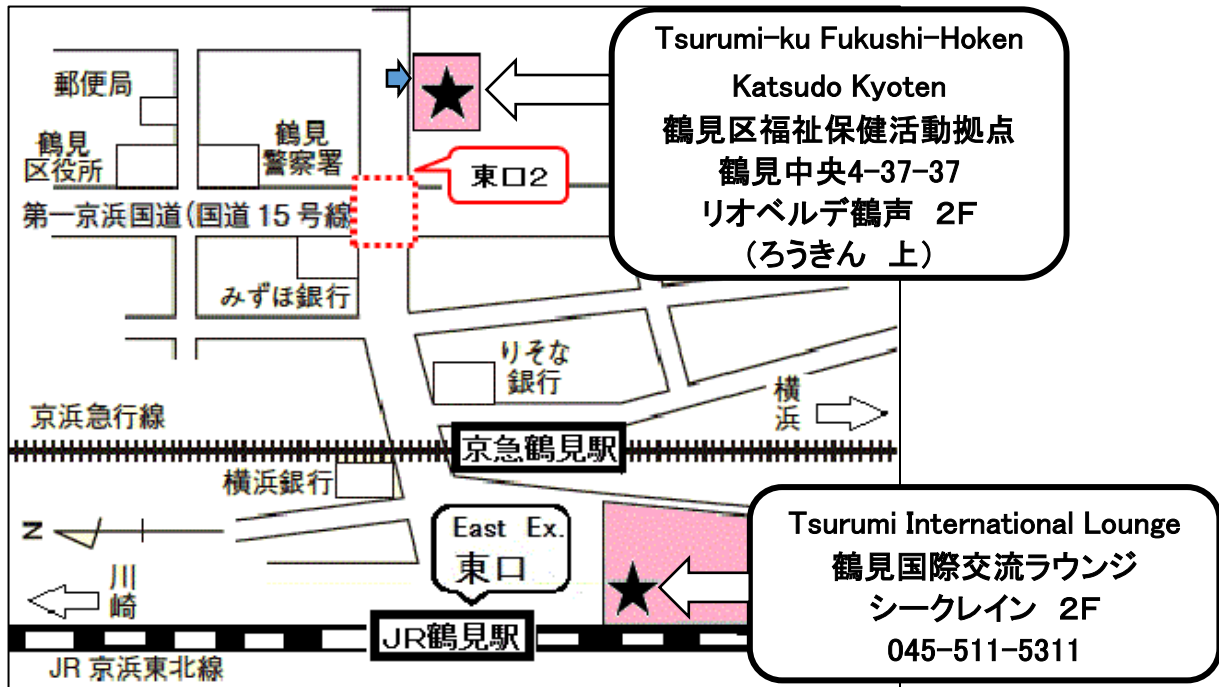 Tsurumi-ku Fukushi-Hoken
Katsudo Kyoten
鶴見区福祉保健活動拠点
鶴見中央4-37-37
リオベルデ鶴声 2F
(ろうきん 上)
郵便局
鶴見
区役所
鶴見
警察署
東口2
第一京浜国道(国道15号線
みずほ銀行
りそな
銀行
横浜
京浜急行線
京急鶴見駅
横浜銀行
N
East Ex.
東口
川崎
JR鶴見駅
JR 京浜東北線
Tsurumi International Lounge
鶴見国際交流ラウンジ
シークレイン 2F
045-511-5311